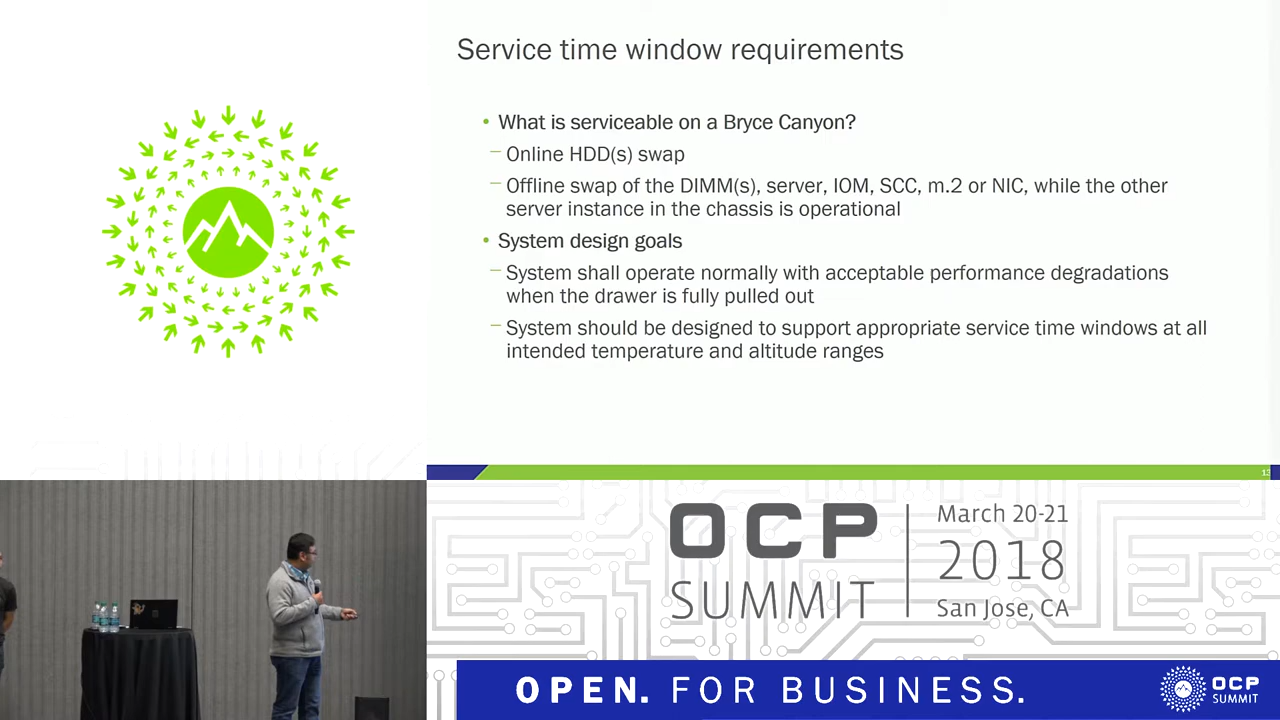 Service time window requirements
• What is serviceable on a Bryce Canyon?
– Online HDD(s) swap
– Offline swap of the DIMM(s), server, IOM, SCC, m.2 or NIC, while the other
server instance in the chassis is operational
• System design goals
– System shall operate normally with acceptable performance degradations
when the drawer is fully pulled out
– System should be designed to support appropriate service time windows at all
intended temperature and altitude ranges
13
OCP
SUMMIT
March 20-21
2018
San Jose, CA
OPEN. FOR BUSINESS.
OCP
SUMMIT